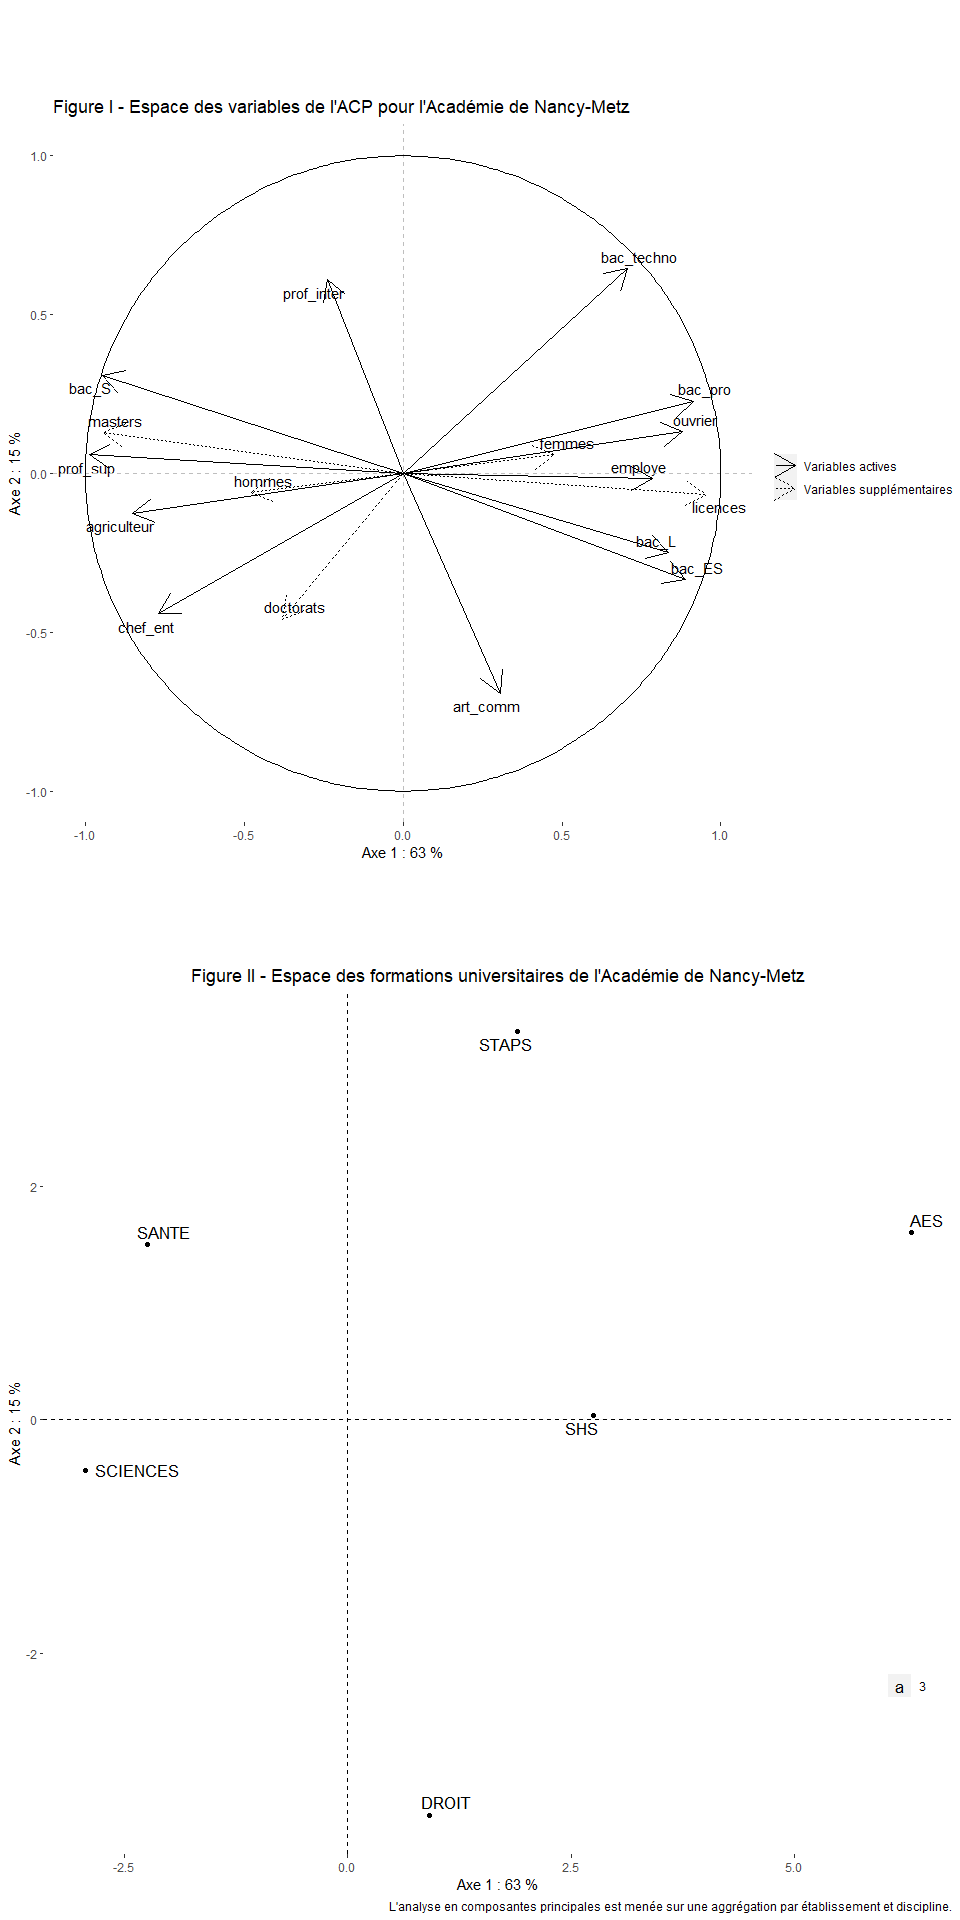 Figure I - Espace des variables de l'ACP pour l'Académie de Nancy-Metz
1.0
bac_techno
prof_inter
0.5
bac_S
bac_pro
masters
ouvrier
femmes
prof_sup
employe
0.0
hommes
licences
agriculteur
bac_L
bac_ES
doctorats
chef_ent
-0.5
art_comm
-1.0
Axe 2 : 15 %
-1.0 -0.5 0.0 0.5 1.0
Axe 1 : 63 %
Variables actives
Variables supplémentaires
Figure II - Espace des formations universitaires de l'Académie de Nancy-Metz
STAPS
2
AES
SANTE
0
SHS
SCIENCES
-2
a 3
DROIT
Axe 2 : 15 %
-2.5 0.0 2.5 5.0
Axe 1 : 63 %
L'analyse en composantes principales est menée sur une aggrégation par établissement et discipline.